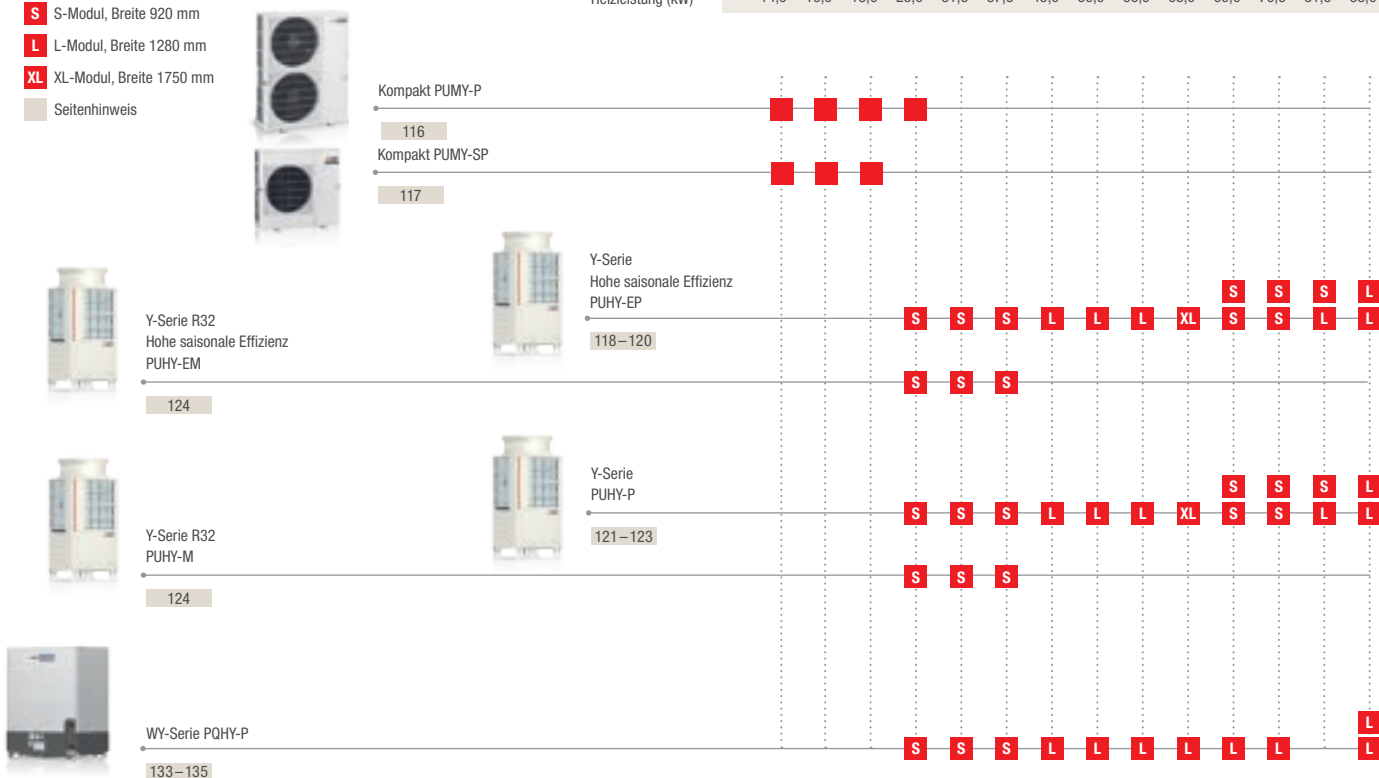 S S-Modul, Breite 920 mm
L L-Modul, Breite 1280 mm
XL XL-Modul, Breite 1750 mm
Seitenhinweis
Kompakt PUMY-P
116
Kompakt PUMY-SP
117
Y-Serie
Hohe saisonale Effizienz
PUHY-EP
S S S L
S S S L L L XL S S L L
118–120
Y-Serie R32
Hohe saisonale Effizienz
PUHY-EM
S S S
124
Y-Serie
PUHY-P
S S S L
S S S L L L XL S S L L
121–123
Y-Serie R32
PUHY-M
S S S
124
L
WY-Serie PQHY-P
S S S L L L L L L L
133–135